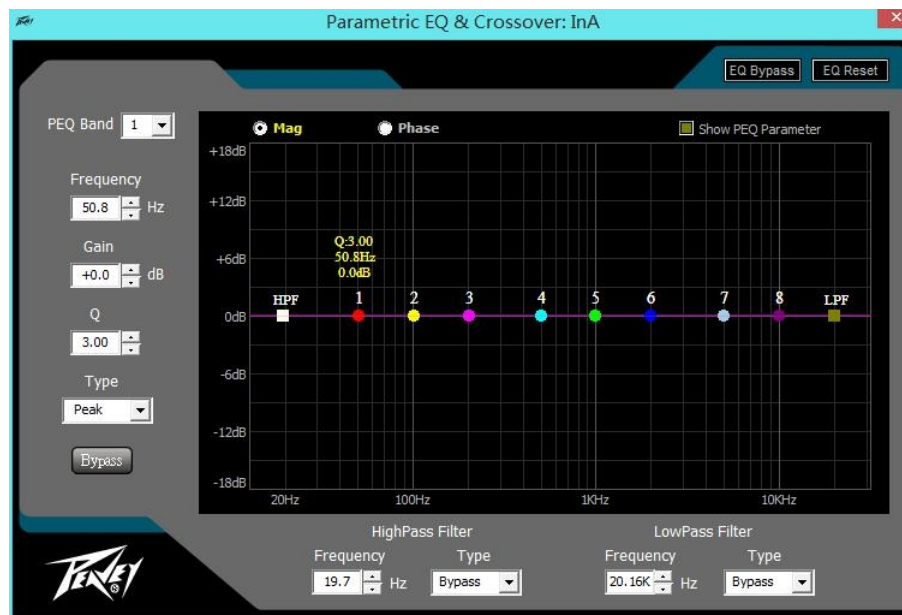 Parametric EQ & Crossover: InA
EQ Bypass EQ Reset
PEQ Band 1
Mag Phase Show PEQ Parameter
+18dB
+12dB
+6dB
0dB
-6dB
-12dB
-18dB
Frequency
50.8 Hz
Gain
+0.0 dB
Q
3.00
Type
Peak
Bypass
Q:3.00
50.8Hz
0.0dB
HPF 1 2 3 4 5 6 7 8 LPF
20Hz 100Hz 1KHz 10KHz
HighPass Filter
Frequency Type
19.7 Hz Bypass
LowPass Filter
Frequency Type
20.16K Hz Bypass
PEAVEY®